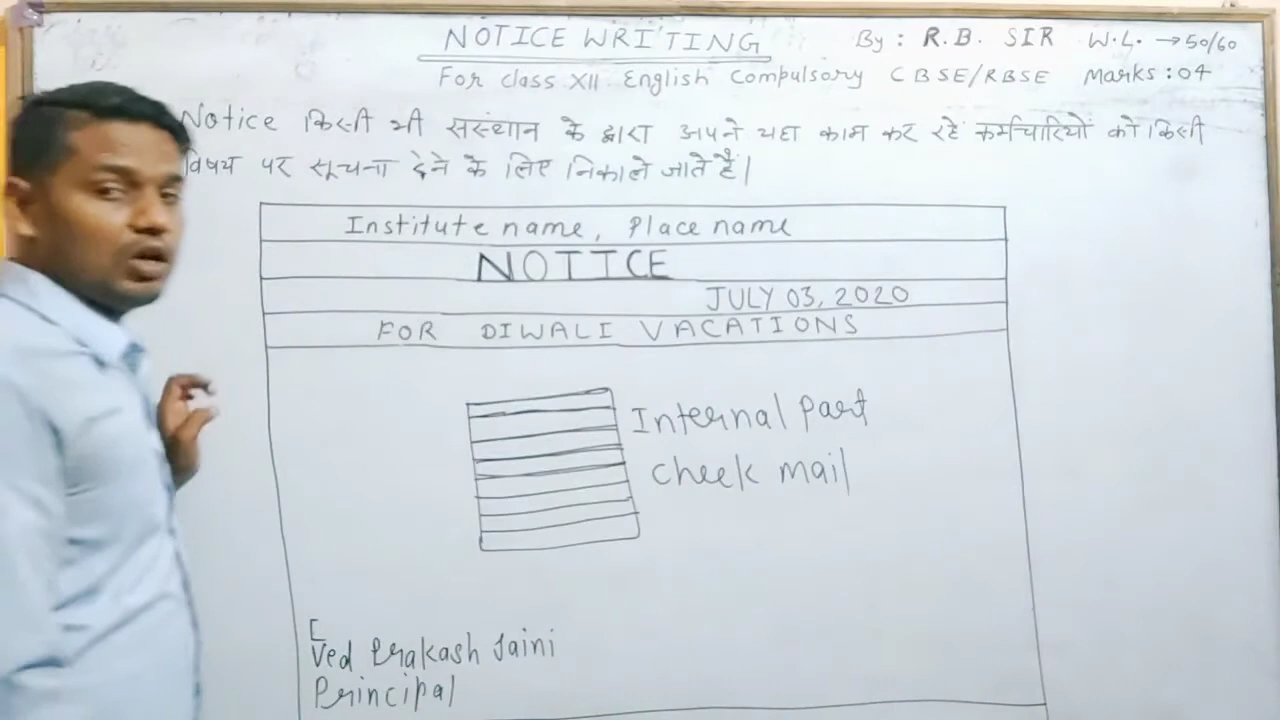 NOTICE WRITING By: R.B. SIR W.L. → 50/60
For class XII English Compulsory CBSE/RBSE Marks: 04
Notice किसी भी सस्थान के द्वारा अपने यहा काम कर रहे कर्मचारियों को किसी
विषय पर सूचना देने के लिए निकाले जाते है।
Institute name, Place name
NOTICE
JULY 03, 2020
FOR DIWALI VACATIONS
Internal Part
Cheek mail
[
Ved Prakash Saini
Principal